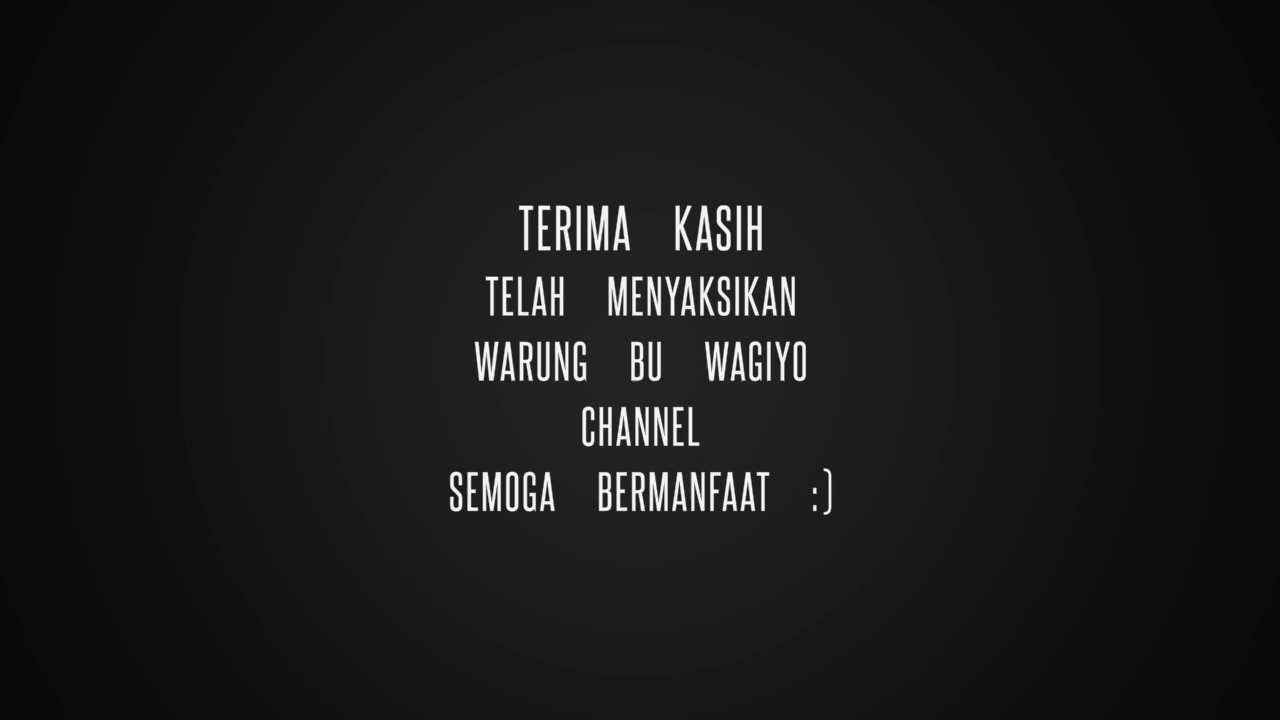 TERIMA KASIH
TELAH MENYAKSIKAN
WARUNG BU WAGIYO
CHANNEL
SEMOGA BERMANFAAT :)